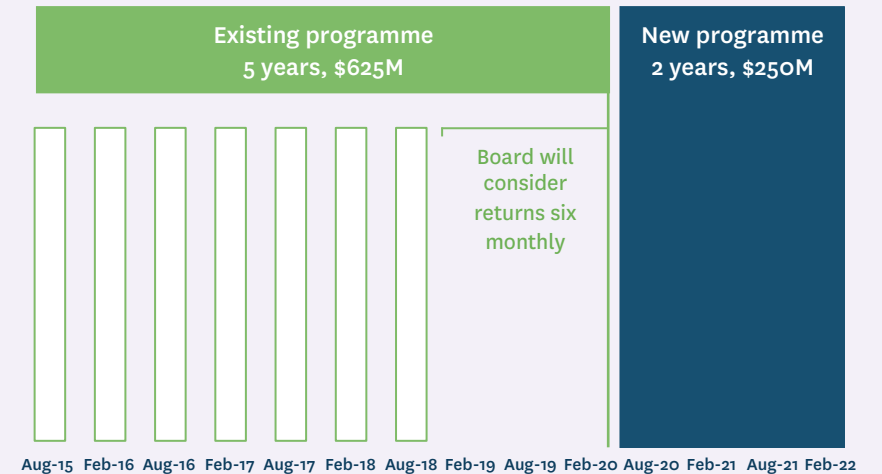 Existing programme
5 years, $625M
New programme
2 years, $250M
Board will
consider
returns six
monthly
Aug-15 Feb-16 Aug-16 Feb-17 Aug-17 Feb-18 Aug-18 Feb-19 Aug-19 Feb-20 Aug-20 Feb-21 Aug-21 Feb-22